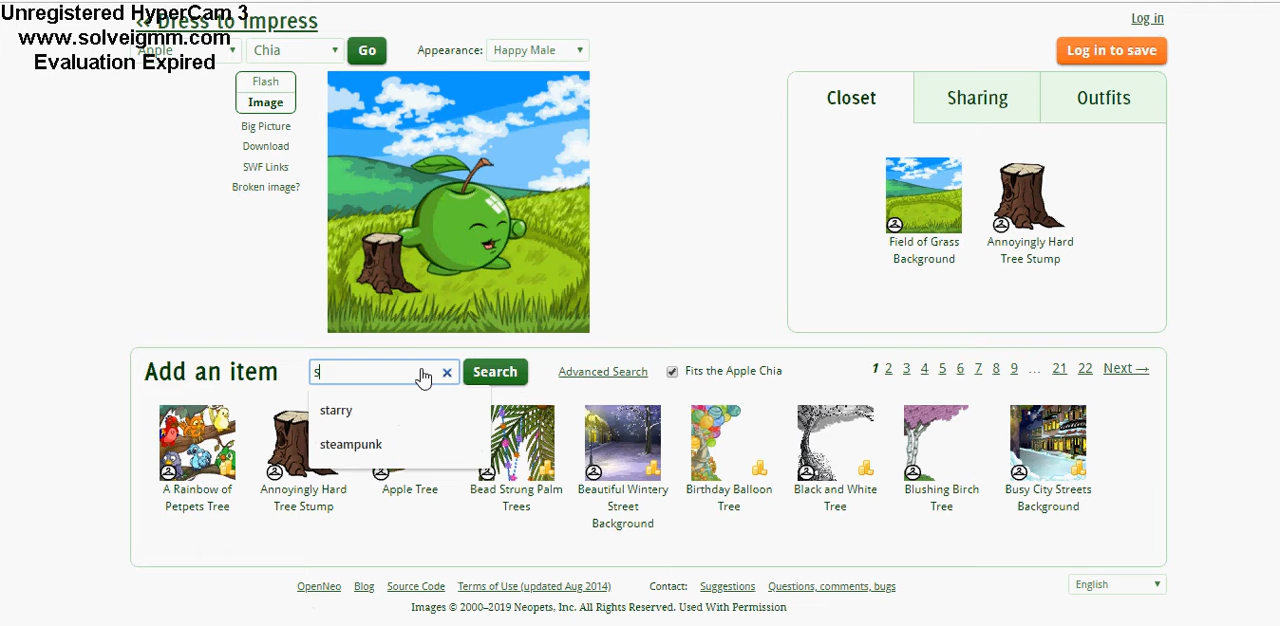 Unregistered HyperCam 3
www.solveigmm.com
Evaluation Expired
<< Dress to Impress
Log in
Apple
Chia
Go
Appearance:
Happy Male
Log in to save
Flash
Image
Big Picture
Download
SWF Links
Broken image?
Closet
Sharing
Outfits
Field of Grass
Background
Annoyingly Hard
Tree Stump
Add an item
s
Search
Advanced Search
Fits the Apple Chia
1 2 3 4 5 6 7 8 9 … 21 22 Next →
starry
steampunk
A Rainbow of
Petpets Tree
Annoyingly Hard
Tree Stump
Apple Tree
Bead Strung Palm
Trees
Beautiful Wintery
Street
Background
Birthday Balloon
Tree
Black and White
Tree
Blushing Birch
Tree
Busy City Streets
Background
OpenNeo Blog Source Code Terms of Use (updated Aug 2014) Contact: Suggestions Questions, comments, bugs
English
Images © 2000–2019 Neopets, Inc. All Rights Reserved. Used With Permission